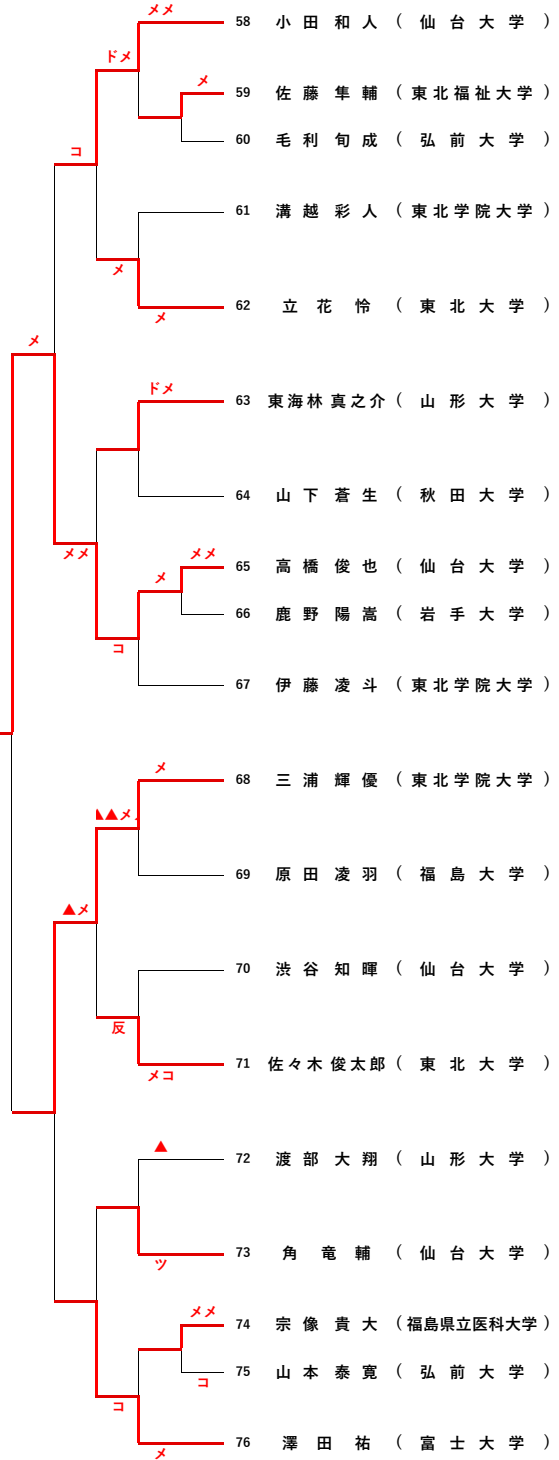 メメ
58 小田和人 (仙台大学)
ドメ
メ
59 佐藤隼輔 (東北福祉大学)
60 毛利旬成 (弘前大学)
コ
61 溝越彩人 (東北学院大学)
メ
62 立花怜 (東北大学)
メ
メ
ドメ
63 東海林真之介 (山形大学)
64 山下蒼生 (秋田大学)
メメ
メメ
65 高橋俊也 (仙台大学)
メ
66 鹿野陽嵩 (岩手大学)
コ
67 伊藤凌斗 (東北学院大学)
メ
68 三浦輝優 (東北学院大学)
▲▲メ
69 原田凌羽 (福島大学)
▲メ
70 渋谷知暉 (仙台大学)
反
71 佐々木俊太郎 (東北大学)
メコ
▲
72 渡部大翔 (山形大学)
73 角竜輔 (仙台大学)
ツ
メメ
74 宗像貴大 (福島県立医科大学)
75 山本泰寛 (弘前大学)
コ
コ
76 澤田祐 (富士大学)
メ